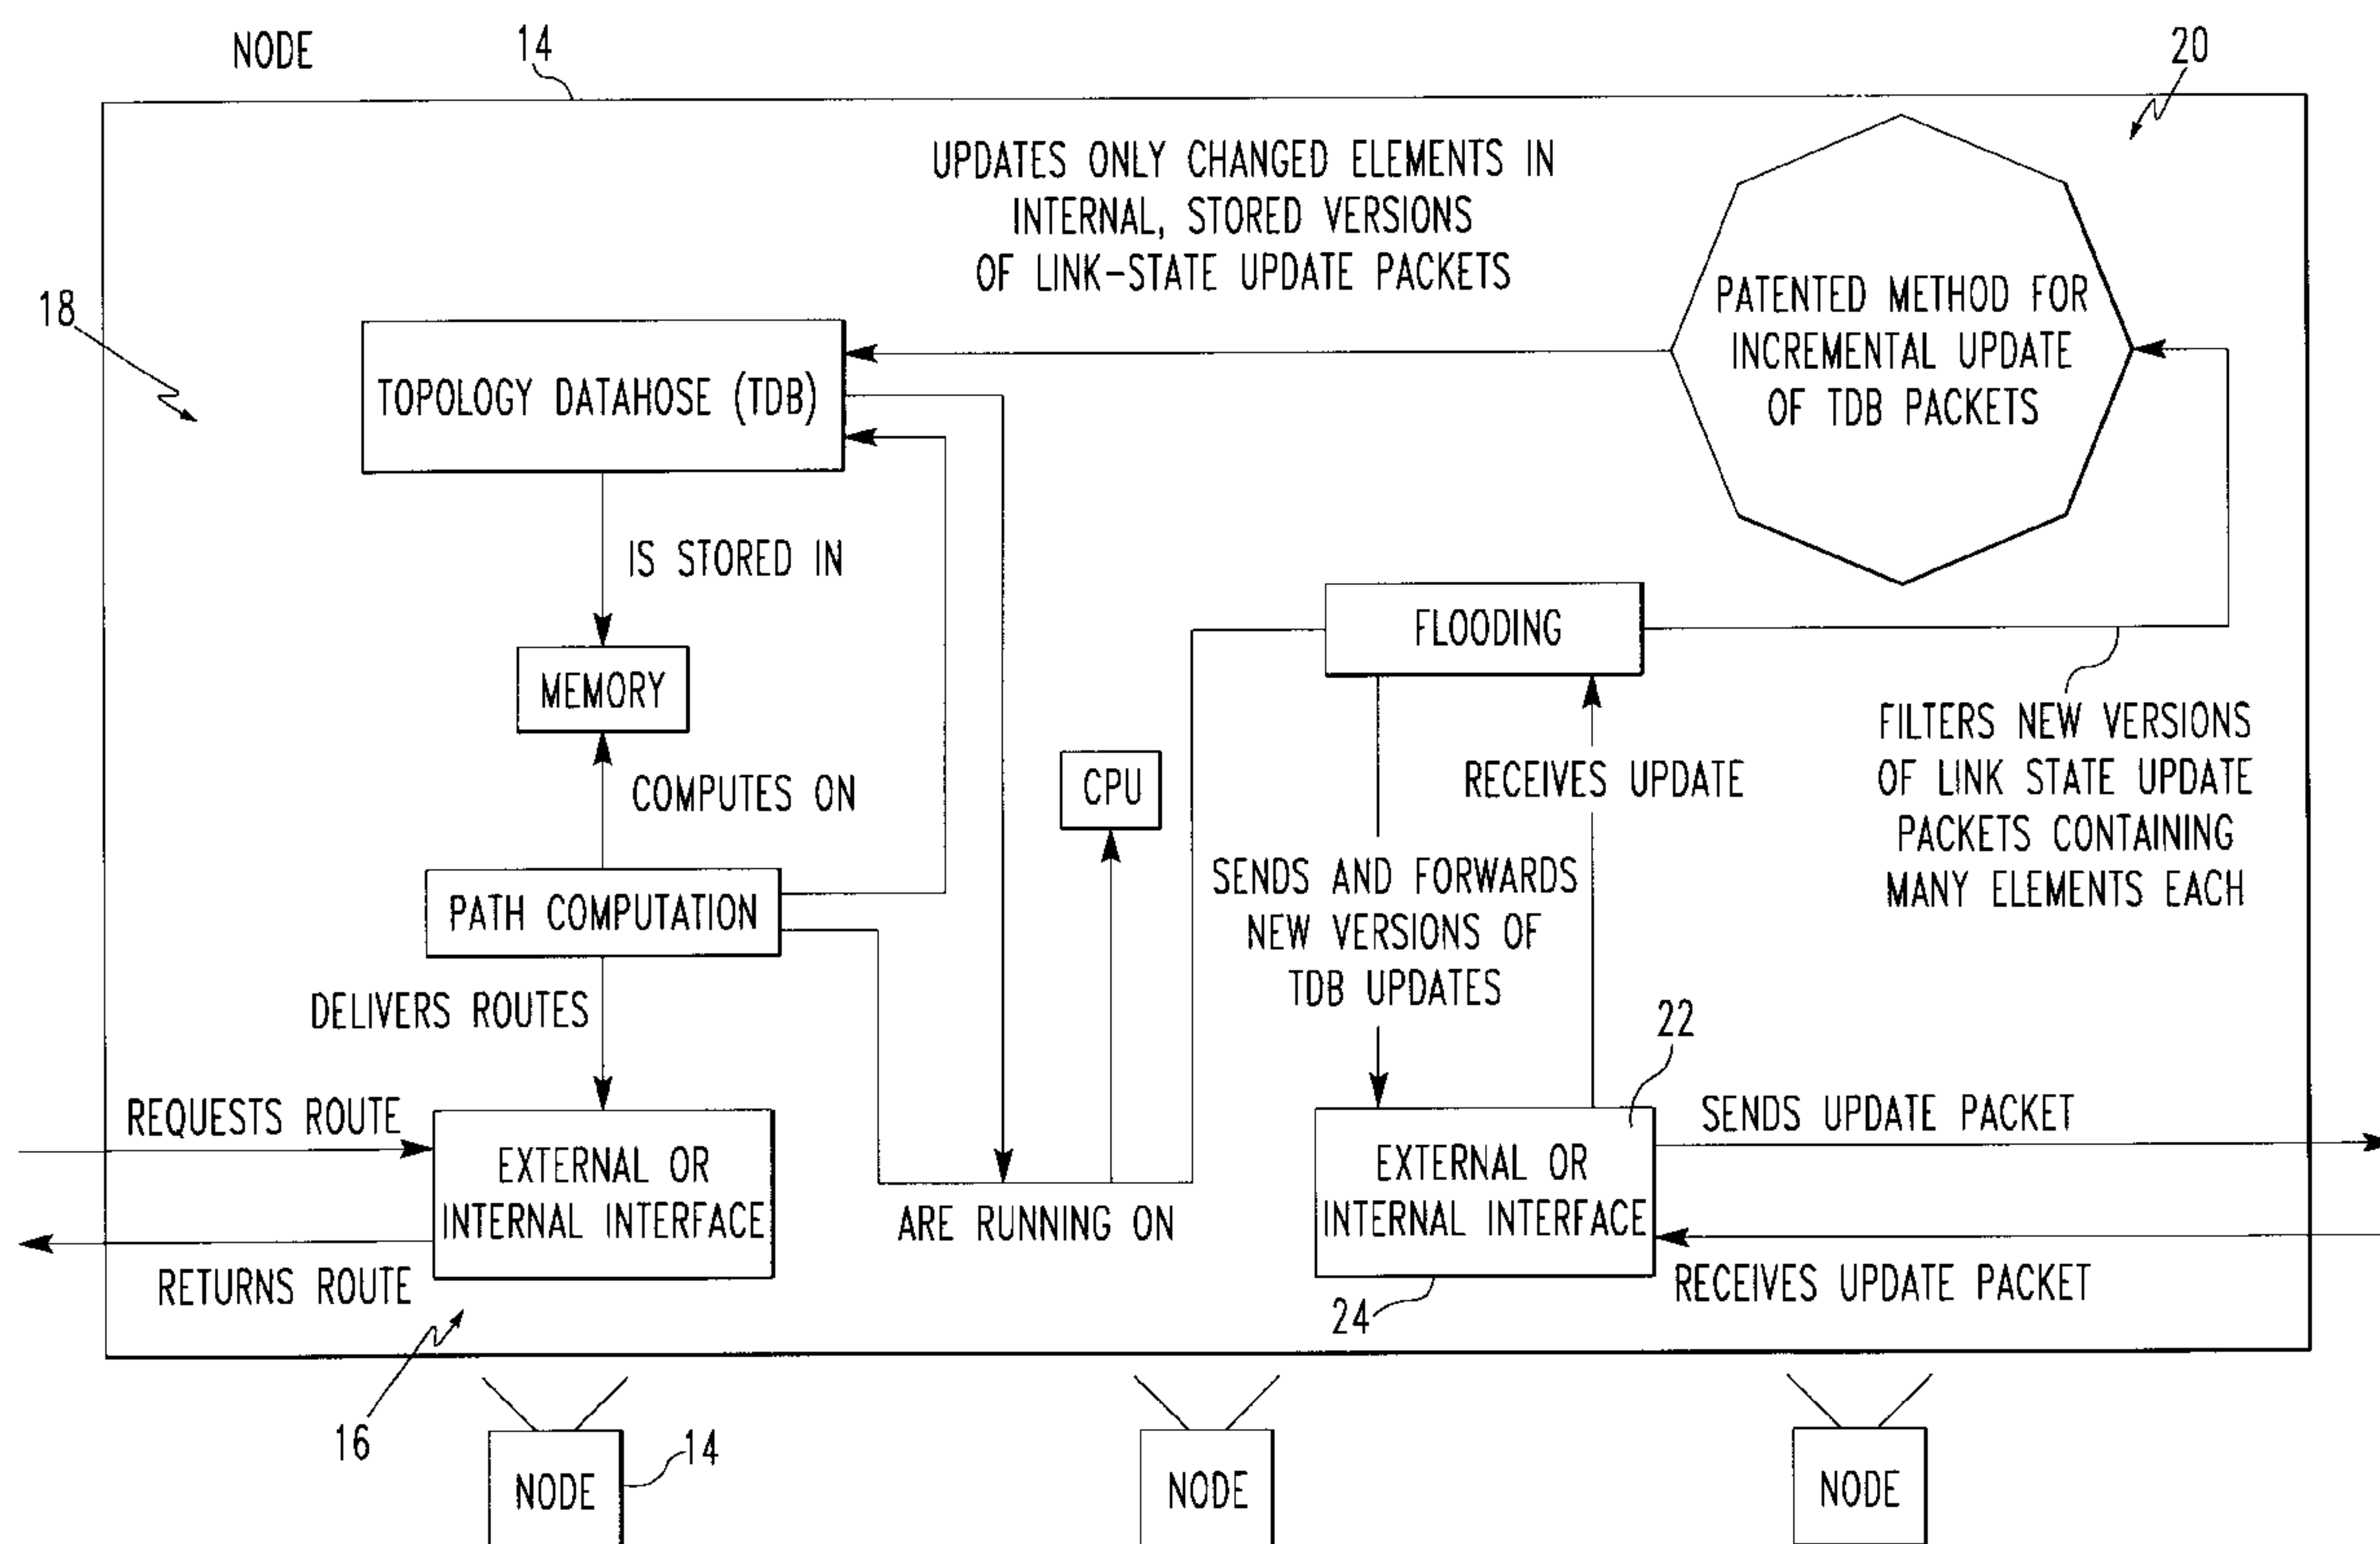 NODE
14
20
UPDATES ONLY CHANGED ELEMENTS IN
INTERNAL, STORED VERSIONS
OF LINK-STATE UPDATE PACKETS
18
PATENTED METHOD FOR
INCREMENTAL UPDATE
OF TDB PACKETS
TOPOLOGY DATAHOSE (TDB)
IS STORED IN
MEMORY
COMPUTES ON
PATH COMPUTATION
DELIVERS ROUTES
CPU
FLOODING
RECEIVES UPDATE
SENDS AND FORWARDS
NEW VERSIONS OF
TDB UPDATES
FILTERS NEW VERSIONS
OF LINK STATE UPDATE
PACKETS CONTAINING
MANY ELEMENTS EACH
REQUESTS ROUTE
EXTERNAL OR
INTERNAL INTERFACE
RETURNS ROUTE
ARE RUNNING ON
22
EXTERNAL OR
INTERNAL INTERFACE
24
SENDS UPDATE PACKET
RECEIVES UPDATE PACKET
16
NODE
14
NODE
NODE